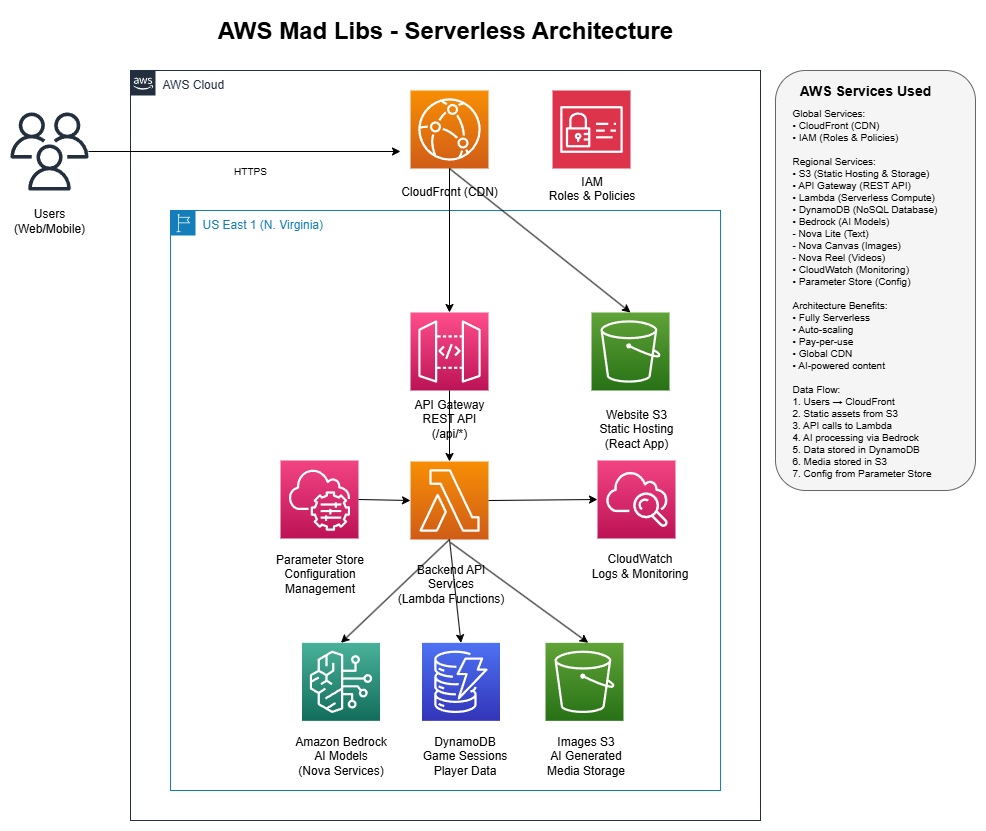 AWS Mad Libs - Serverless Architecture
aws
AWS Cloud
Users
(Web/Mobile)
HTTPS
CloudFront (CDN)
IAM
Roles & Policies
US East 1 (N. Virginia)
API Gateway
REST API
(/api/*)
Website S3
Static Hosting
(React App)
Parameter Store
Configuration
Management
Backend API
Services
(Lambda Functions)
CloudWatch
Logs & Monitoring
Amazon Bedrock
AI Models
(Nova Services)
DynamoDB
Game Sessions
Player Data
Images S3
AI Generated
Media Storage
AWS Services Used
Global Services:
• CloudFront (CDN)
• IAM (Roles & Policies)
Regional Services:
• S3 (Static Hosting & Storage)
• API Gateway (REST API)
• Lambda (Serverless Compute)
• DynamoDB (NoSQL Database)
• Bedrock (AI Models)
- Nova Lite (Text)
- Nova Canvas (Images)
- Nova Reel (Videos)
• CloudWatch (Monitoring)
• Parameter Store (Config)
Architecture Benefits:
• Fully Serverless
• Auto-scaling
• Pay-per-use
• Global CDN
• AI-powered content
Data Flow:
1. Users → CloudFront
2. Static assets from S3
3. API calls to Lambda
4. AI processing via Bedrock
5. Data stored in DynamoDB
6. Media stored in S3
7. Config from Parameter Store